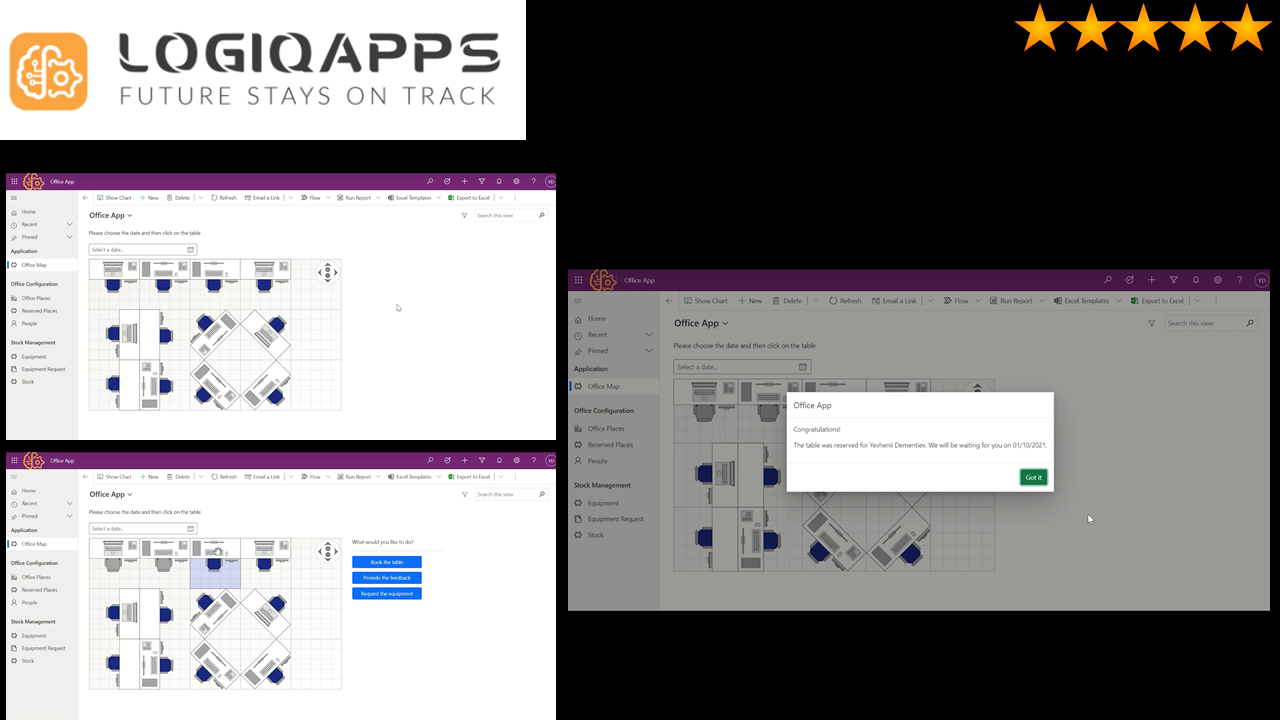 LOGIQAPPS
FUTURE STAYS ON TRACK
Office App
YD
Show Chart
New
Delete
Refresh
Email a Link
Flow
Run Report
Excel Templates
Export to Excel
Home
Recent
Pinned
Application
Office Map
Office Configuration
Office Places
Reserved Places
People
Stock Management
Equipment
Equipment Request
Stock
Office App
Search this view
Please choose the date and then click on the table
Select a date...
Office App
YD
Show Chart
New
Delete
Refresh
Email a Link
Flow
Run Report
Excel Templates
Export to Excel
Home
Recent
Pinned
Application
Office Map
Office Configuration
Office Places
Reserved Places
People
Stock Management
Equipment
Equipment Request
Stock
Office App
Search this view
Please choose the date and then click on the table
Select a date...
What would you like to do?
Book the table
Provide the feedback
Request the equipment
Office App
YD
Show Chart
New
Delete
Refresh
Email a Link
Flow
Run Report
Excel Templates
Export to Excel
Home
Recent
Pinned
Application
Office Map
Office Configuration
Office Places
Reserved Places
People
Stock Management
Equipment
Equipment Request
Stock
Office App
Search this view
Please choose the date and then click on the table
Select a date...
Office App
Congratulations!
The table was reserved for Yevhenii Dementiev. We will be waiting for you on 01/10/2021.
Got it